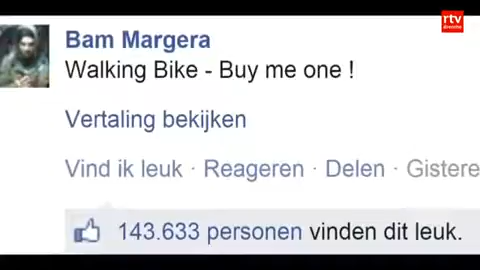 rtv
Bam Margera
Walking Bike - Buy me one !
Vertaling bekijken
Vind ik leuk · Reageren · Delen · Gistere
143.633 personen vinden dit leuk.